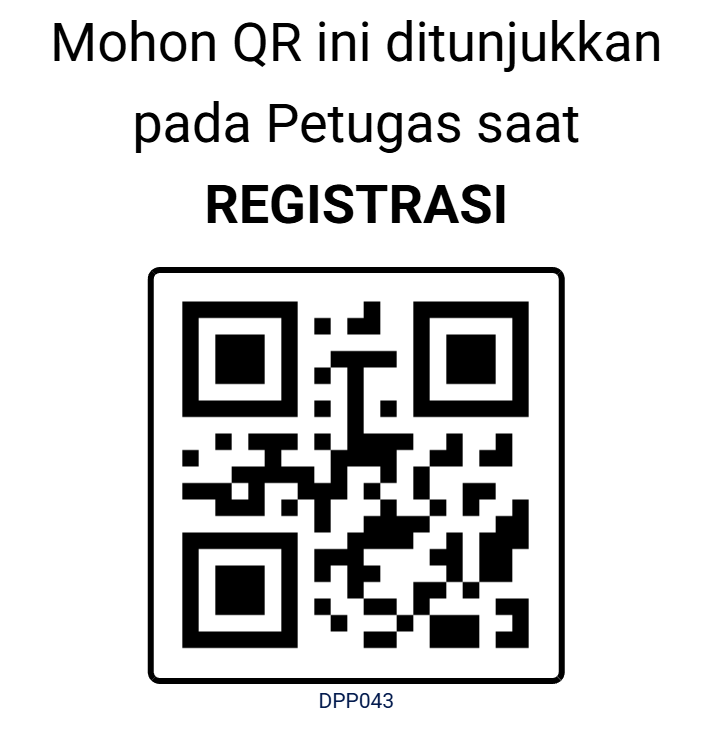 Mohon QR ini ditunjukkan
pada Petugas saat
REGISTRASI
DPP043